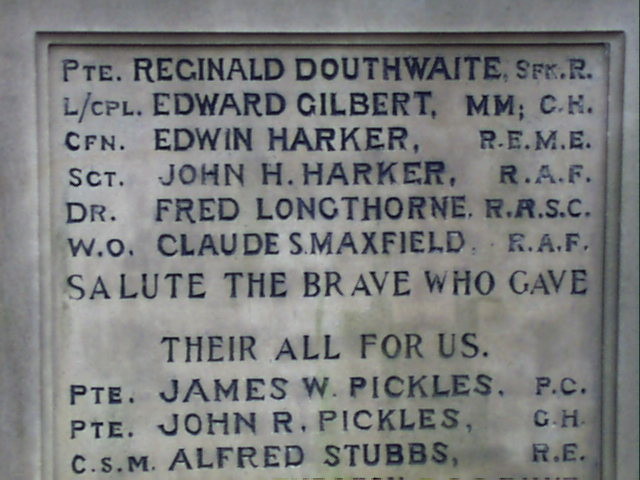 PTE. REGINALD DOUTHWAITE, SFK.R.
L/CPL. EDWARD GILBERT, MM; G.H.
CFN. EDWIN HARKER, R.E.M.E.
SGT. JOHN H. HARKER, R.A.F.
DR. FRED LONGTHORNE. R.A.S.C.
W.O. CLAUDE S. MAXFIELD. R.A.F.
SALUTE THE BRAVE WHO GAVE
THEIR ALL FOR US.
PTE. JAMES W. PICKLES, P.C.
PTE. JOHN R. PICKLES, G.H.
C.S.M. ALFRED STUBBS, R.E.